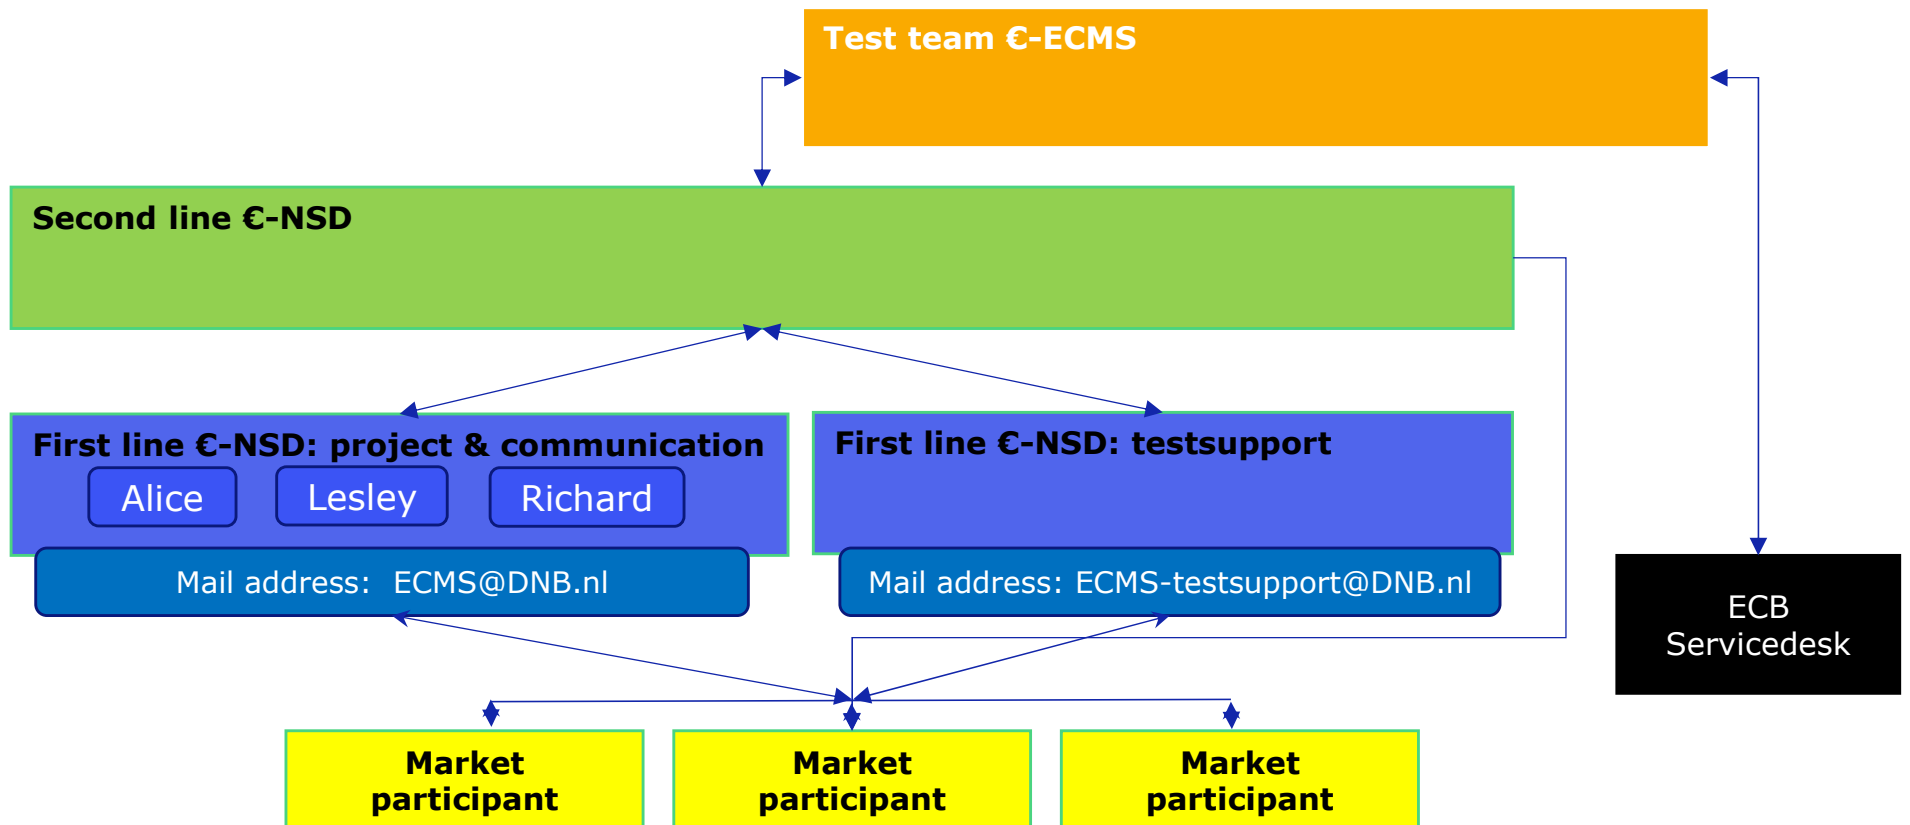 Test team €-ECMS
Second line €-NSD
First line €-NSD: project & communication
Alice
Lesley
Richard
Mail address:  ECMS@DNB.nl
First line €-NSD: testsupport
Mail address: ECMS-testsupport@DNB.nl
ECB
Servicedesk
Market
participant
Market
participant
Market
participant